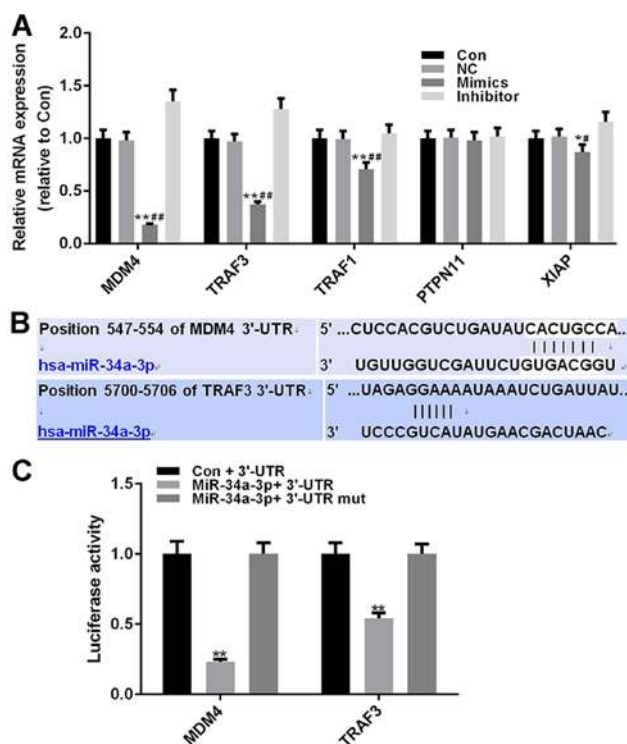 A
Relative mRNA expression
(relative to Con)
2.0
1.5
1.0
0.5
0.0
Con
NC
Mimics
Inhibitor
**##
**##
**##
*#
MDM4
TRAF3
TRAF1
PTPN11
XIAP
B
Position 547-554 of MDM4 3'-UTR
5' ...CUCCACGUCUGAUAUCACUGCCA
hsa-miR-34a-3p
3' UGUUGGUCGAUUCUGUGACGGU
Position 5700-5706 of TRAF3 3'-UTR
5' ...UAGAGGAAAAUAAAUCUGAUUAU
hsa-miR-34a-3p
3' UCCCGUCAUAUGAACGACUAAC
C
Con + 3'-UTR
MiR-34a-3p+ 3'-UTR
MiR-34a-3p+ 3'-UTR mut
Luciferase activity
1.5
1.0
0.5
0.0
**
**
MDM4
TRAF3